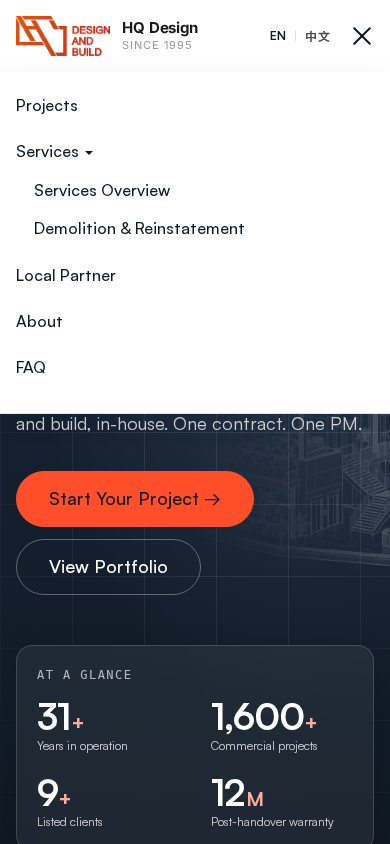 DESIGN
AND
BUILD
HQ Design
SINCE 1995
EN | 中文
Projects
Services
Services Overview
Demolition & Reinstatement
Local Partner
About
FAQ
and build, in-house. One contract. One PM.
Start Your Project →
View Portfolio
AT A GLANCE
31+ 1,600+
Years in operation Commercial projects
9+ 12M
Listed clients Post-handover warranty